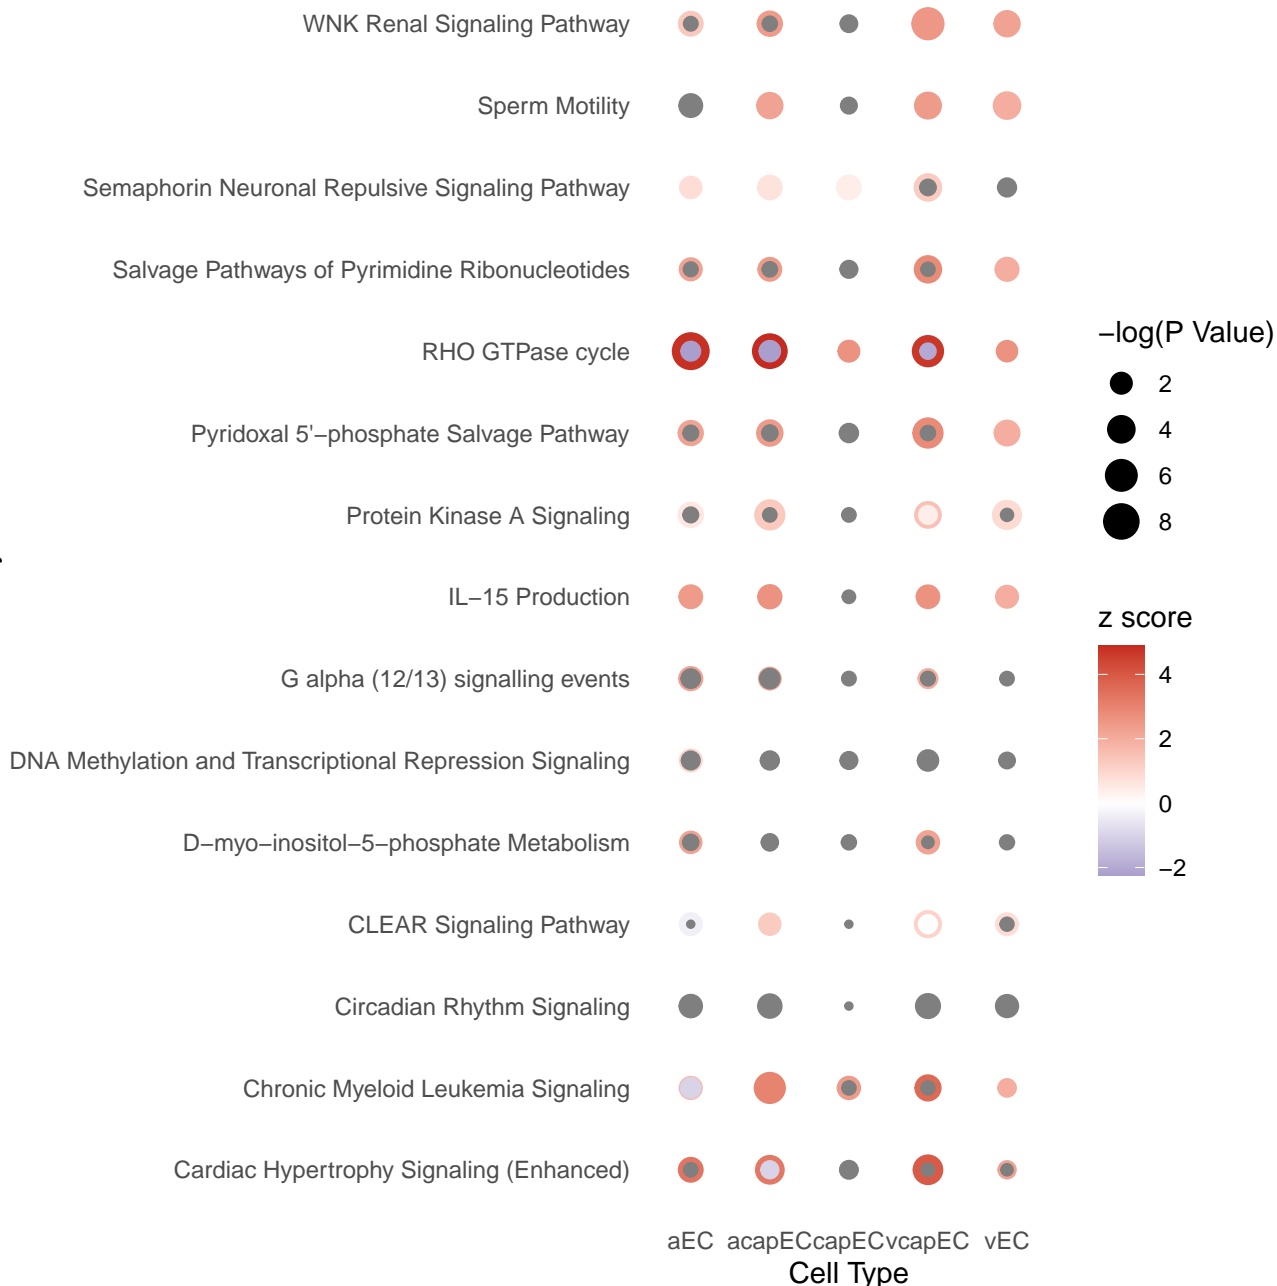 WNK Renal Signaling Pathway
Sperm Motility
Semaphorin Neuronal Repulsive Signaling Pathway
Salvage Pathways of Pyrimidine Ribonucleotides
RHO GTPase cycle
Pyridoxal 5'−phosphate Salvage Pathway
Protein Kinase A Signaling
IL−15 Production
G alpha (12/13) signalling events
DNA Methylation and Transcriptional Repression Signaling
D−myo−inositol−5−phosphate Metabolism
CLEAR Signaling Pathway
Circadian Rhythm Signaling
Chronic Myeloid Leukemia Signaling
Cardiac Hypertrophy Signaling (Enhanced)
aEC acapEC capEC vcapEC vEC
Cell Type
−log(P Value)
2
4
6
8
z score
4
2
0
−2